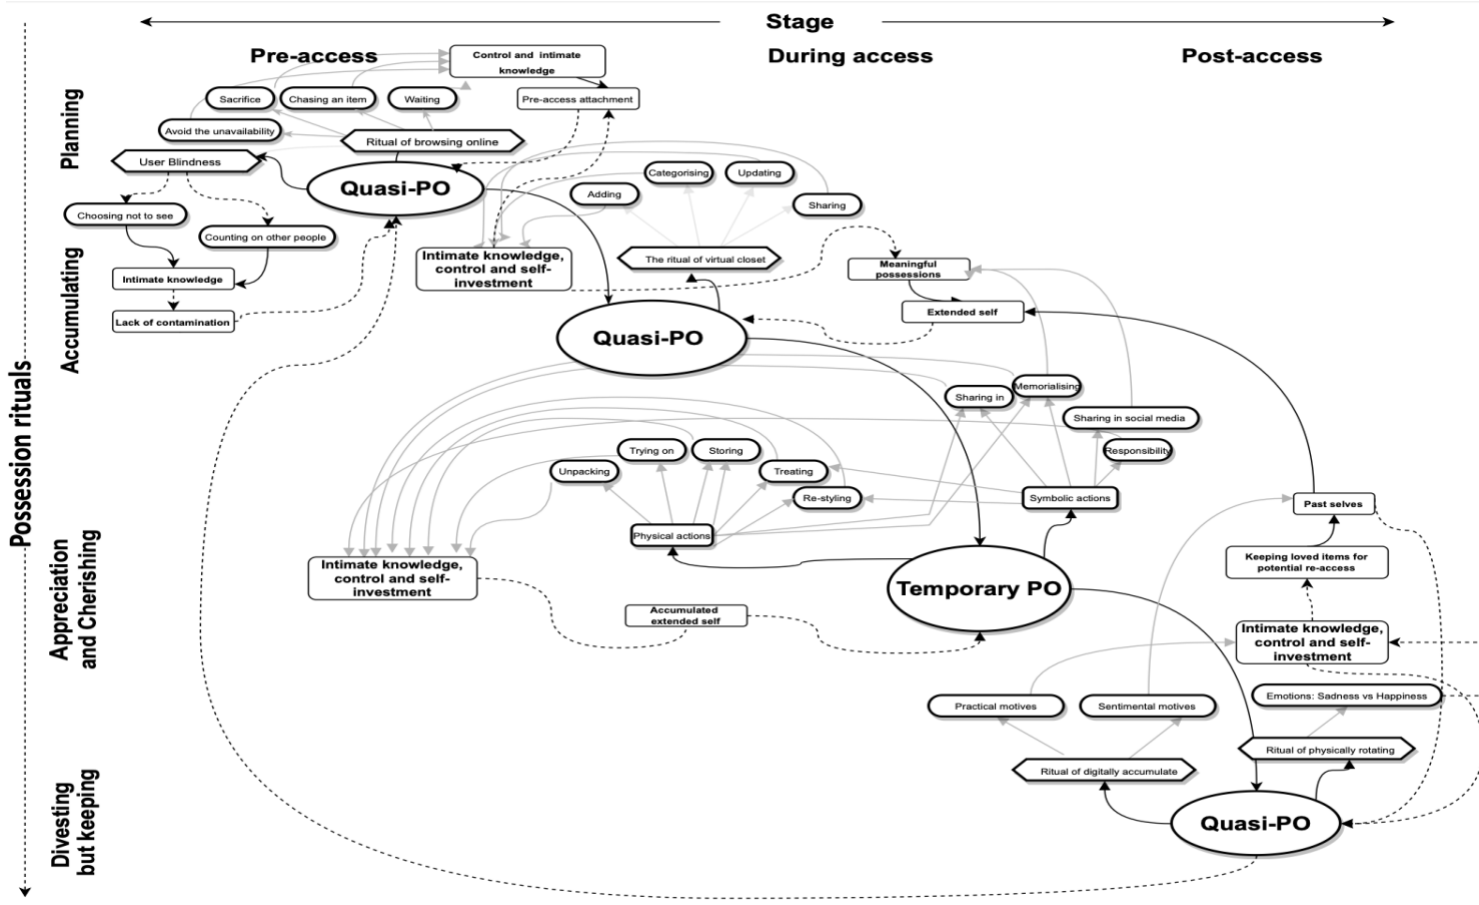 Stage
Pre-access
During access
Post-access
Possession rituals
Planning
Accumulating
Appreciation
and Cherishing
Divesting
but keeping
Control and intimate
knowledge
Sacrifice
Chasing an item
Waiting
Pre-access attachment
Avoid the unavailability
Ritual of browsing online
User Blindness
Quasi-PO
Choosing not to see
Counting on other people
Intimate knowledge
Lack of contamination
Categorising
Updating
Adding
Sharing
Intimate knowledge,
control and self-
investment
The ritual of virtual closet
Meaningful
possessions
Extended self
Quasi-PO
Memorialising
Sharing in
Sharing in social media
Responsibility
Trying on
Storing
Unpacking
Treating
Re-styling
Symbolic actions
Physical actions
Past selves
Keeping loved items for
potential re-access
Intimate knowledge,
control and self-
investment
Temporary PO
Accumulated
extended self
Intimate knowledge,
control and self-
investment
Emotions: Sadness vs Happiness
Practical motives
Sentimental motives
Ritual of physically rotating
Ritual of digitally accumulate
Quasi-PO